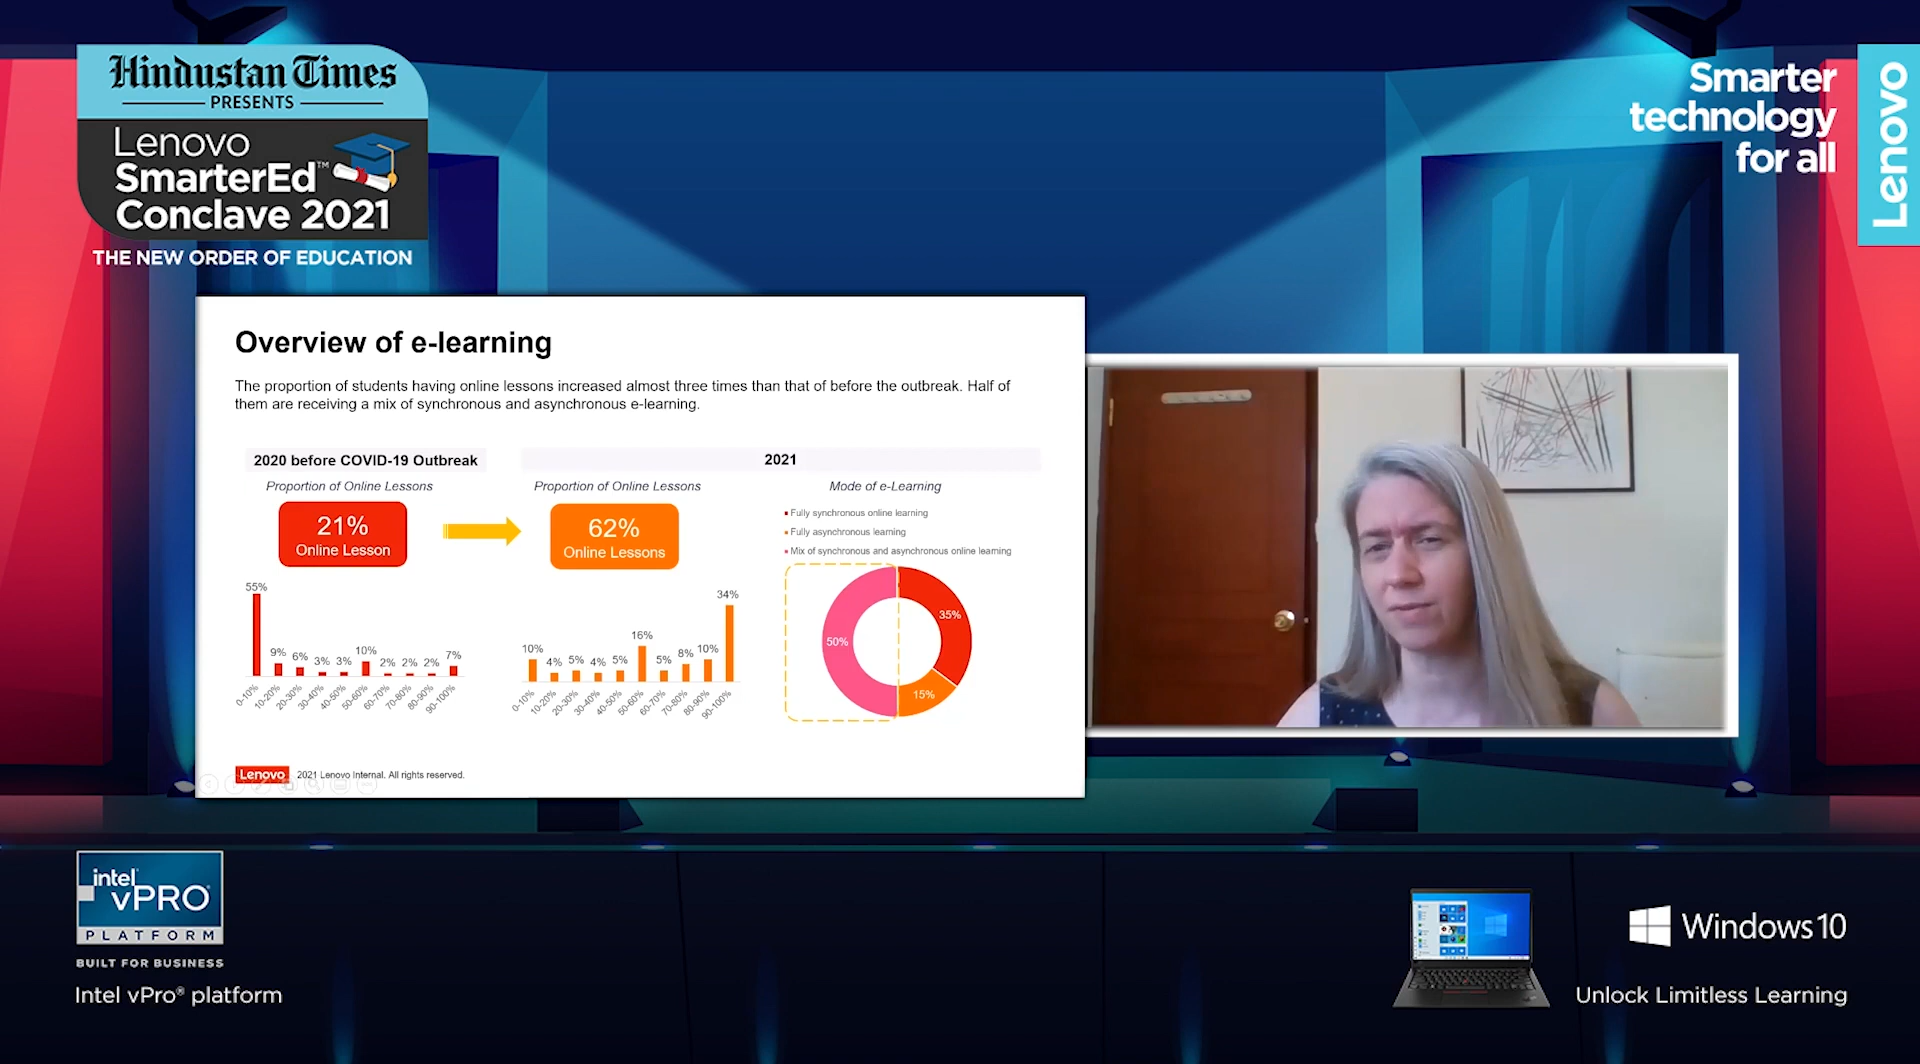 Hindustan Times
PRESENTS
Lenovo
SmarterEd™
Conclave 2021
THE NEW ORDER OF EDUCATION
Smarter
technology
for all
Lenovo
Overview of e-learning
The proportion of students having online lessons increased almost three times than that of before the outbreak. Half of
them are receiving a mix of synchronous and asynchronous e-learning.
2020 before COVID-19 Outbreak
Proportion of Online Lessons
21%
Online Lesson
55%
9%
6%
3%
3%
10%
2%
2%
2%
7%
0-10%
10-20%
20-30%
30-40%
40-50%
50-60%
60-70%
70-80%
80-90%
90-100%
2021
Proportion of Online Lessons
62%
Online Lessons
10%
4%
5%
4%
5%
16%
5%
8%
10%
34%
0-10%
10-20%
20-30%
30-40%
40-50%
50-60%
60-70%
70-80%
80-90%
90-100%
Mode of e-Learning
Fully synchronous online learning
Fully asynchronous learning
Mix of synchronous and asynchronous online learning
50%
35%
15%
Lenovo
2021 Lenovo Internal. All rights reserved.
intel
vPRO
PLATFORM
BUILT FOR BUSINESS
Intel vPro® platform
Windows 10
Unlock Limitless Learning